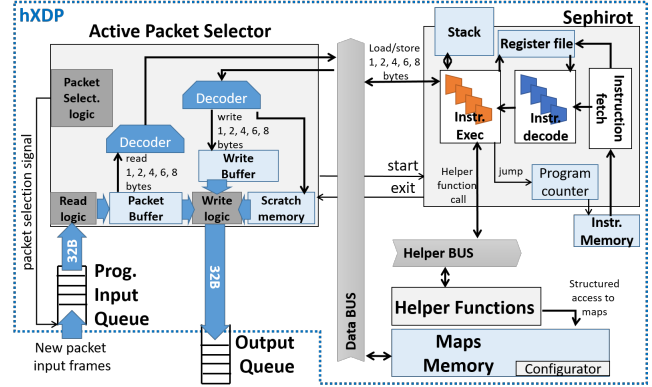 hXDP
Active Packet Selector
Sephirot
Packet
Select.
logic
Decoder
Decoder
read
1, 2, 4, 6, 8
bytes
write
1, 2, 4, 6, 8
bytes
Write
Buffer
Read
logic
Packet
Buffer
Write
logic
Scratch
memory
packet selection signal
32B
32B
Prog.
Input
Queue
New packet
input frames
Output
Queue
Data BUS
Load/store
1, 2, 4, 6, 8
bytes
start
exit
Stack
Register file
Instr.
Exec
Instr.
decode
Instruction
fetch
Helper
function
call
jump
Program
counter
Instr.
Memory
Helper BUS
Helper Functions
Structured
access to
maps
Maps
Memory
Configurator